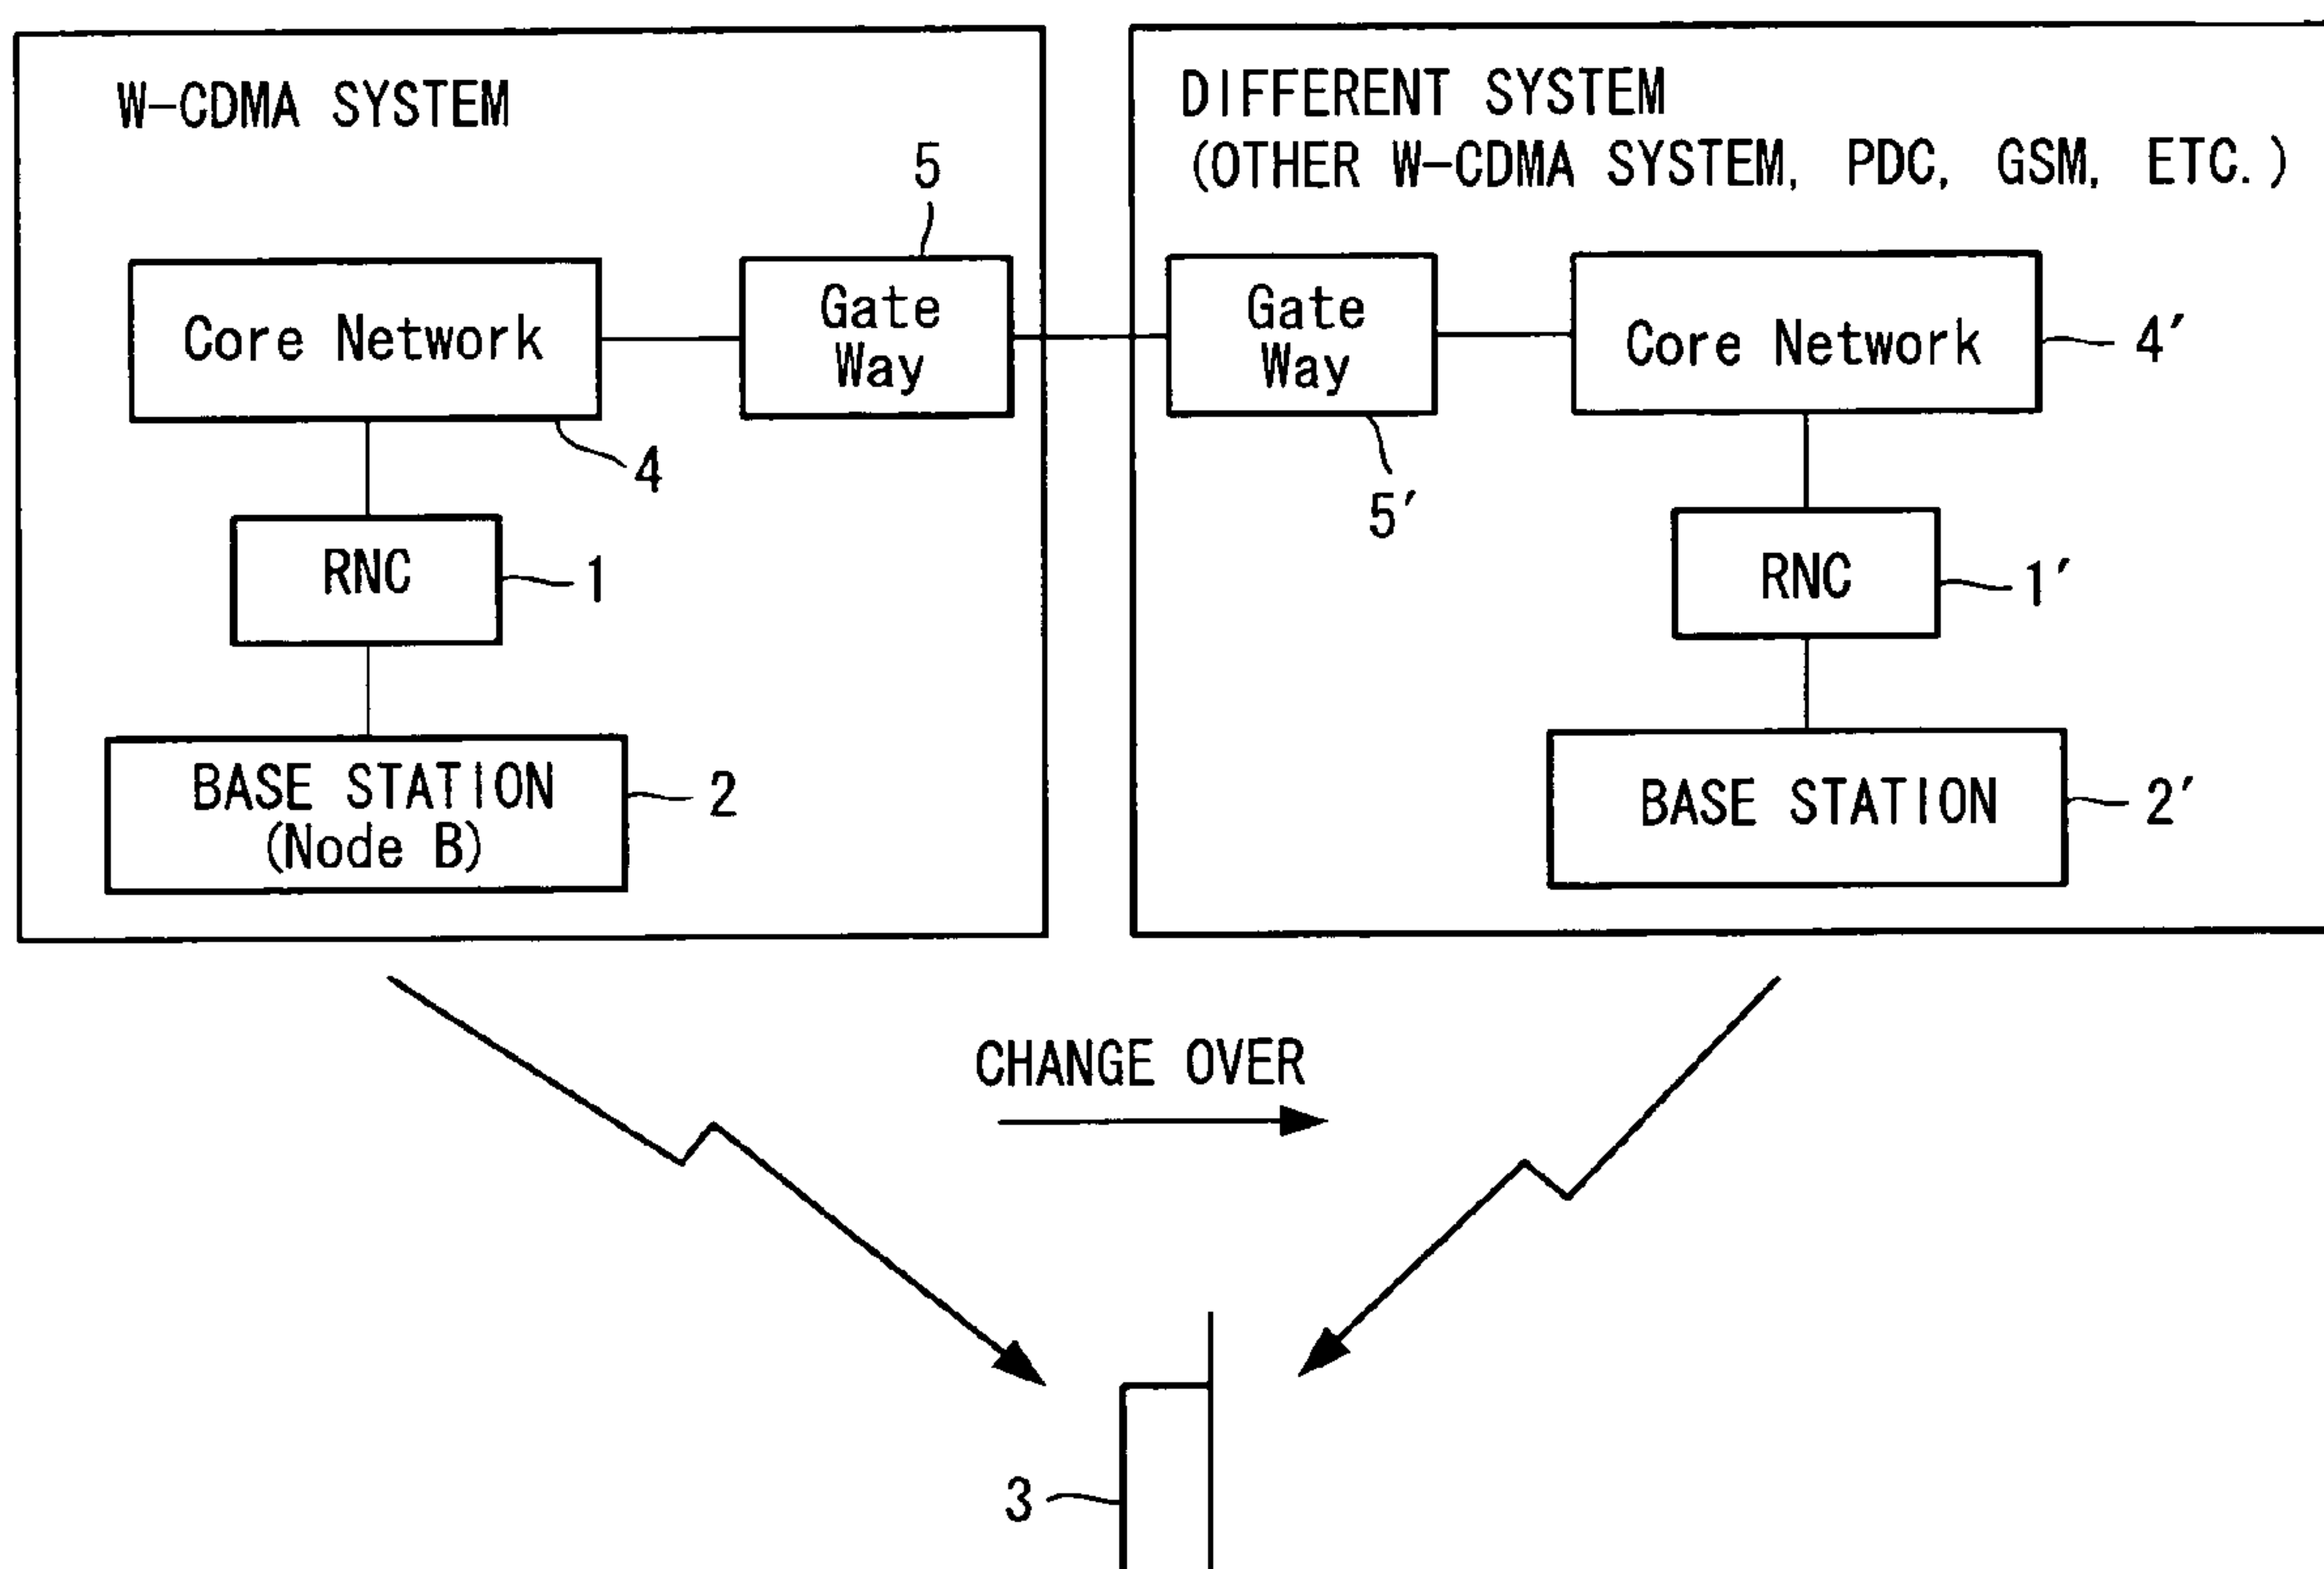 W-CDMA SYSTEM
DIFFERENT SYSTEM
(OTHER W-CDMA SYSTEM, PDC, GSM, ETC.)
5
Core Network
Gate
Way
Gate
Way
Core Network
4'
4
5'
RNC
1
RNC
1'
BASE STATION
(Node B)
2
BASE STATION
2'
CHANGE OVER
3